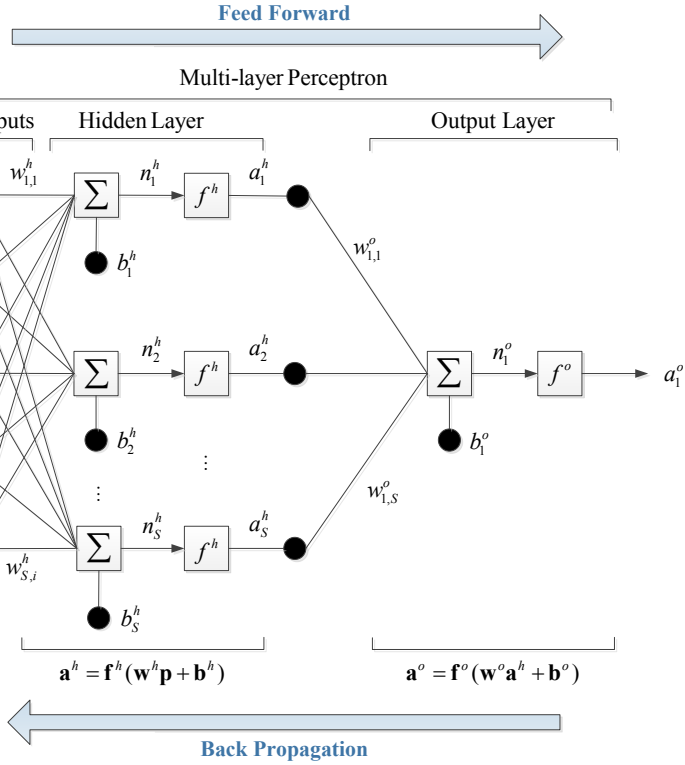 Feed Forward
Multi-layer Perceptron
puts Hidden Layer Output Layer
w^h_{1,1} n^h_1 a^h_1
Σ f^h
w^o_{1,1}
b^h_1
n^h_2 a^h_2 n^o_1
Σ f^h Σ f^o a^o_1
b^h_2 b^o_1
⋮
⋮
w^o_{1,S}
n^h_S a^h_S
Σ f^h
w^h_{S,i}
b^h_S
a^h = f^h(w^h p + b^h) a^o = f^o(w^o a^h + b^o)
Back Propagation